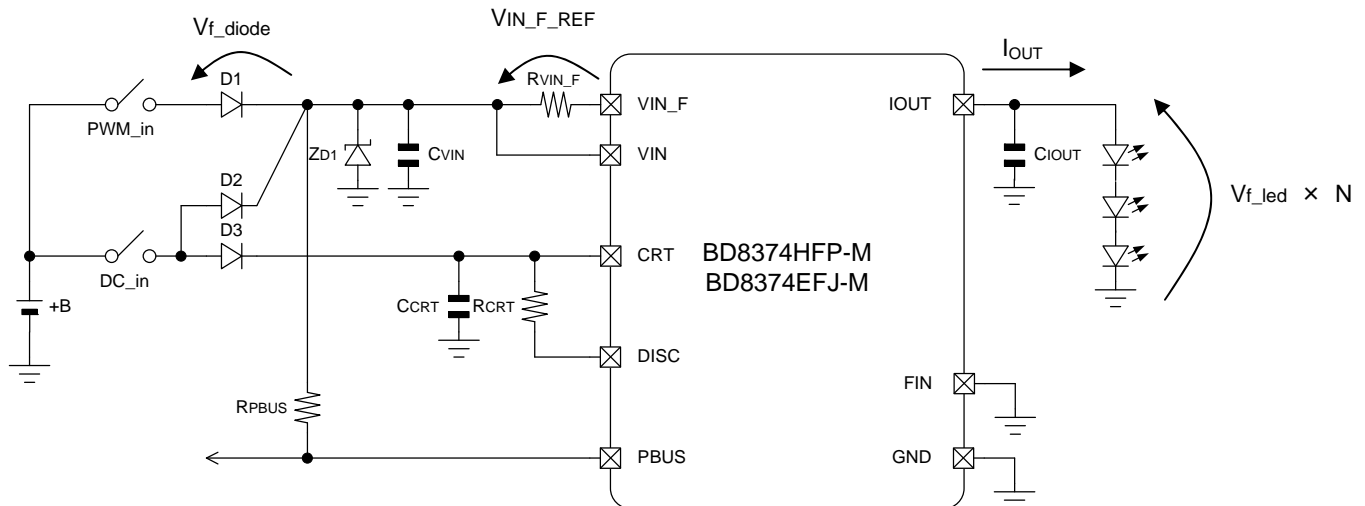 Vf_diode
VIN_F_REF
IOUT
D1
RVIN_F
VIN_F
IOUT
PWM_in
ZD1
CVIN
VIN
CIOUT
D2
Vf_led × N
D3
DC_in
CRT
BD8374HFP-M
BD8374EFJ-M
+B
CCRT
RCRT
DISC
FIN
RPBUS
PBUS
GND